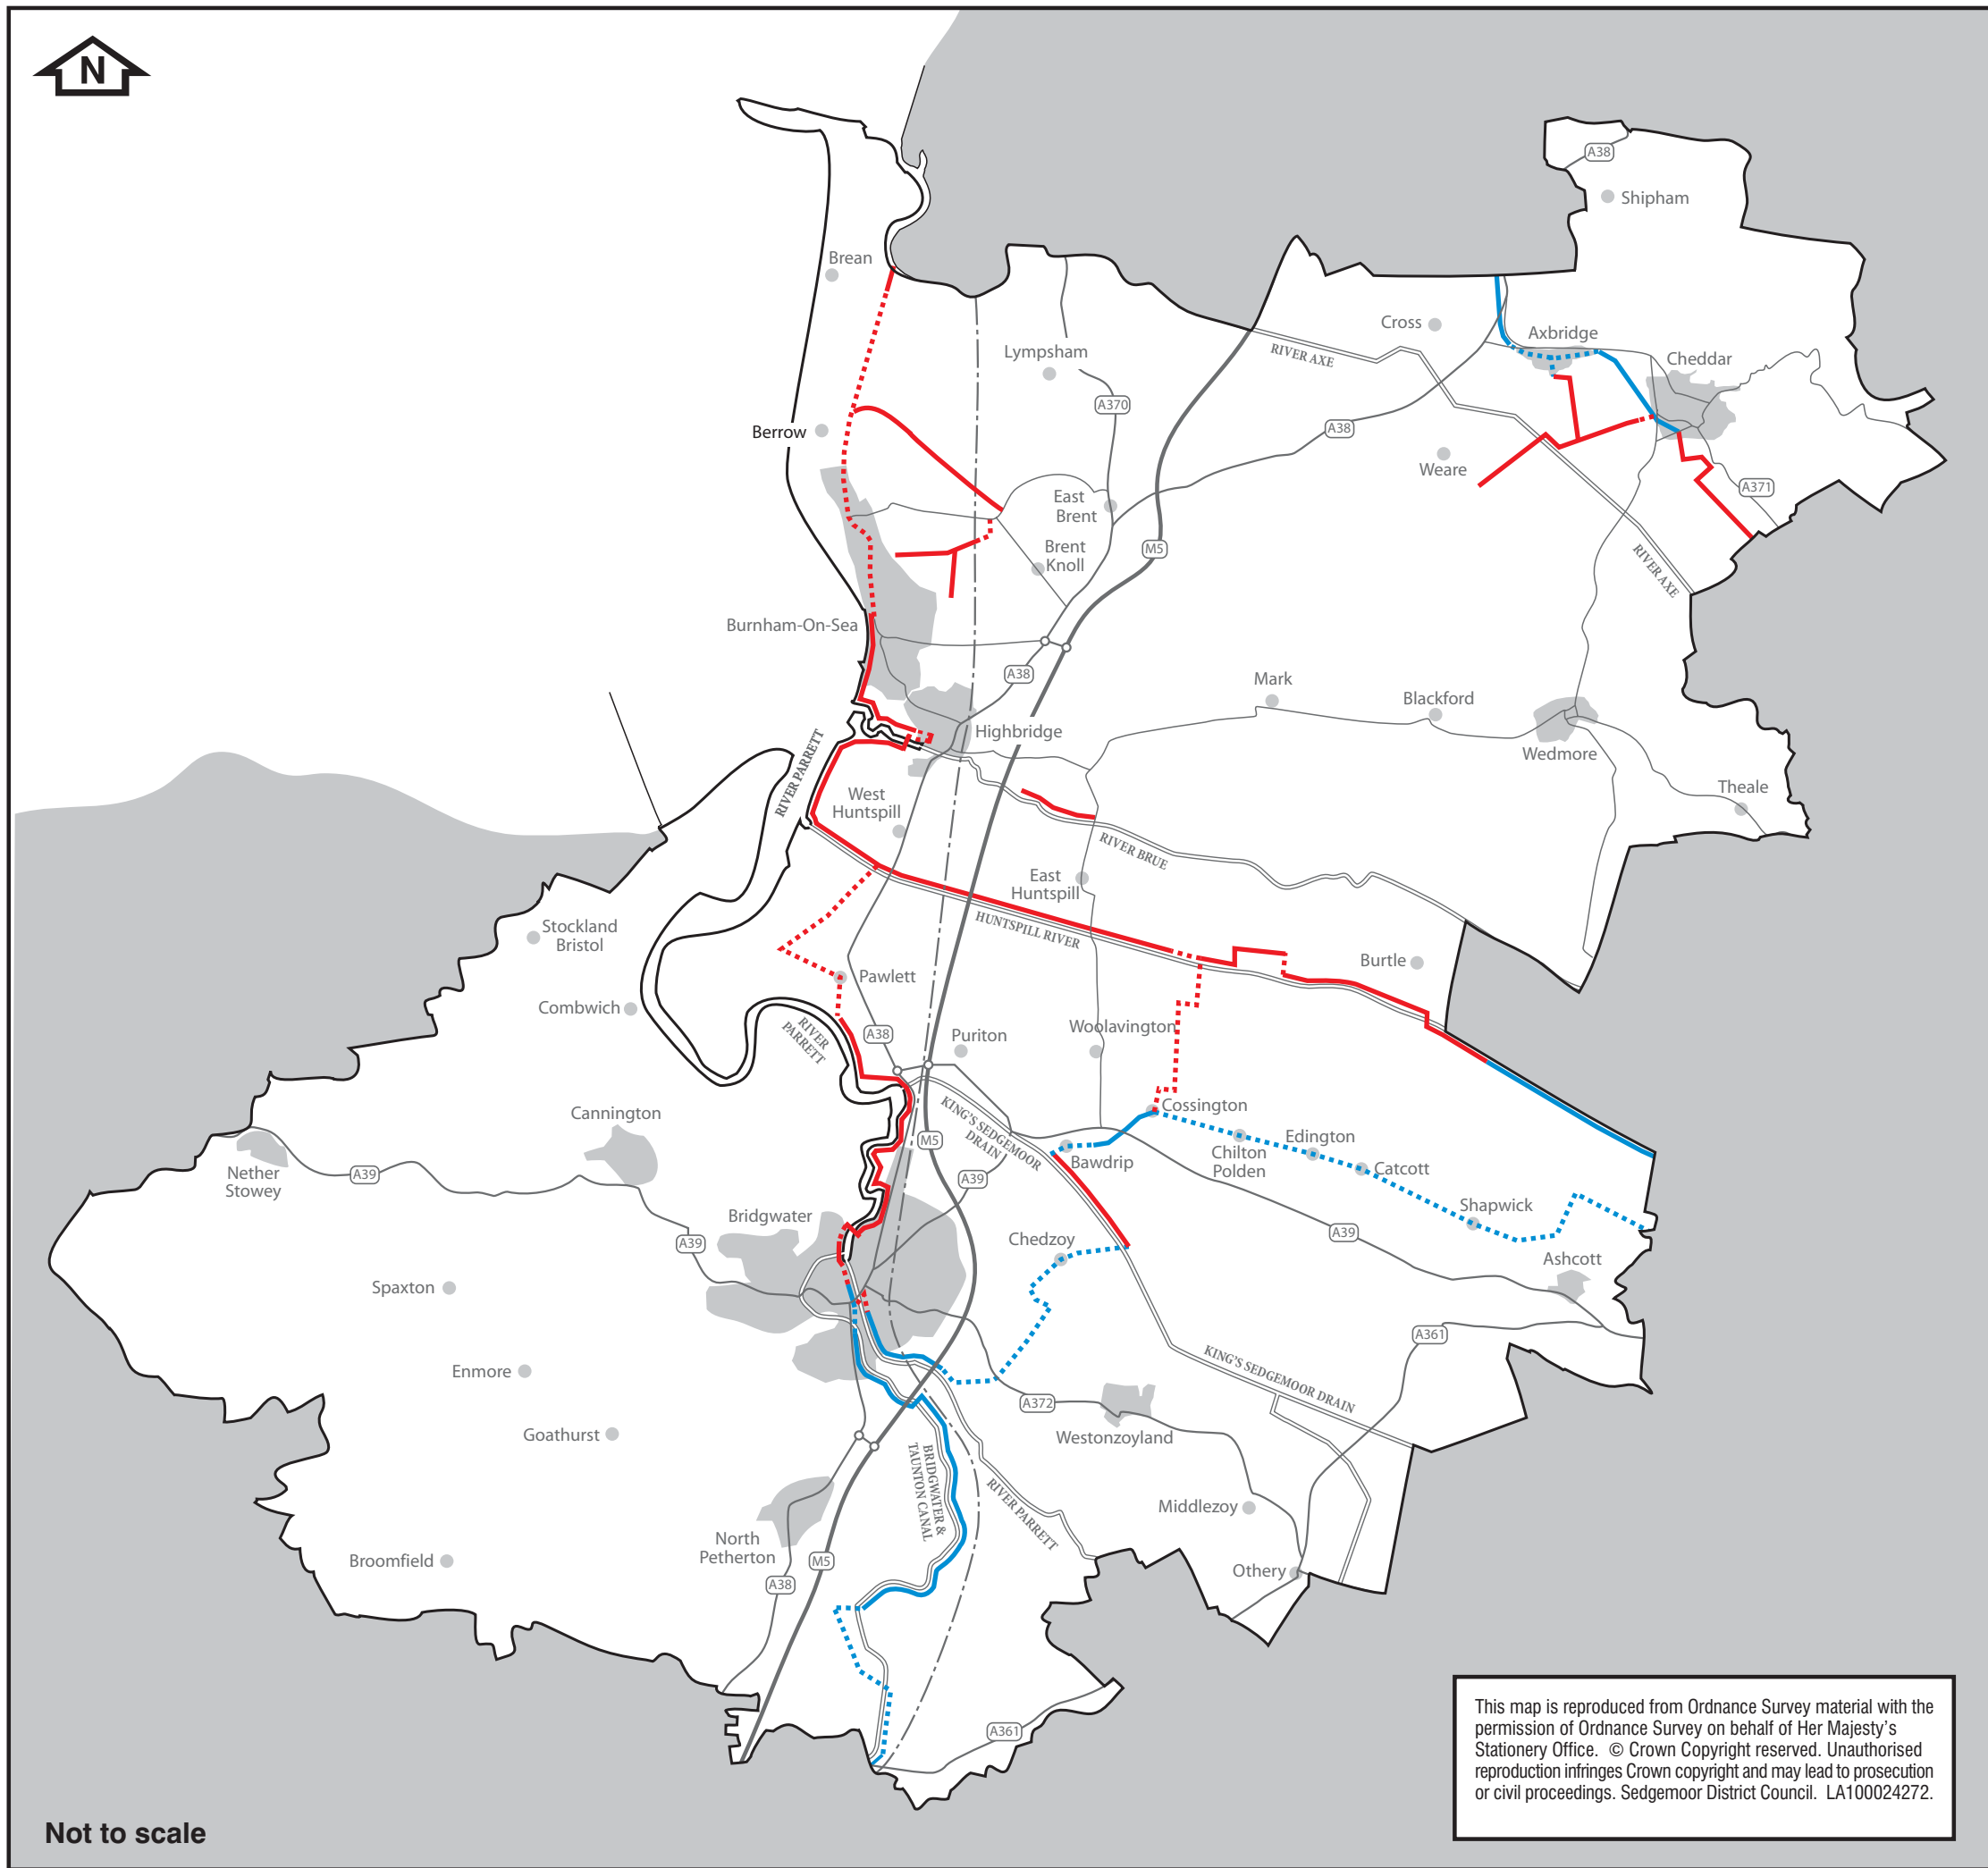 N
A38
Shipham
Brean
Cross
Axbridge
RIVER AXE
Lympsham
Cheddar
A370
Berrow
A38
Weare
A371
East
Brent
Brent
Knoll
M5
RIVER AXE
Burnham-On-Sea
A38
Mark
Blackford
Highbridge
Wedmore
RIVER PARRETT
West
Huntspill
Theale
RIVER BRUE
East
Huntspill
HUNTSPILL RIVER
Stockland
Bristol
Burtle
Pawlett
Combwich
RIVER
PARRETT
A38
Puriton
Woolavington
Cannington
KING'S SEDGEMOOR
DRAIN
Cossington
M5
Bawdrip
Chilton
Polden
Edington
Catcott
Nether
Stowey
A39
A39
Shapwick
Bridgwater
A39
Chedzoy
A39
Ashcott
Spaxton
A361
Enmore
KING'S SEDGEMOOR DRAIN
A372
Goathurst
Westonzoyland
BRIDGWATER &
TAUNTON CANAL
RIVER PARRETT
Middlezoy
North
Petherton
Broomfield
M5
A38
Othery
A361
This map is reproduced from Ordnance Survey material with the
permission of Ordnance Survey on behalf of Her Majesty's
Stationery Office. © Crown Copyright reserved. Unauthorised
reproduction infringes Crown copyright and may lead to prosecution
or civil proceedings. Sedgemoor District Council. LA100024272.
Not to scale